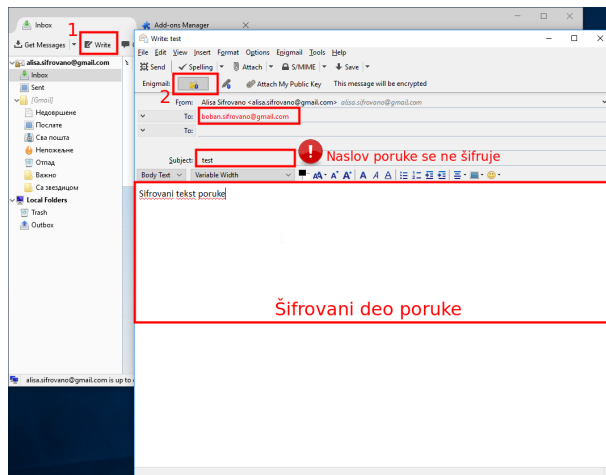 Inbox
Add-ons Manager
1
Get Messages
Write
Write: test
File Edit View Insert Format Options Enigmail Tools Help
Send Spelling Attach S/MIME Save
Enigmail: Attach My Public Key This message will be encrypted
2
From: Alisa Sifrovano <alisa.sifrovano@gmail.com> alisa.sifrovano@gmail.com
To: boban.sifrovano@gmail.com
To:
Naslov poruke se ne šifruje
Subject: test
Body Text Variable Width
Sifrovani tekst poruke
Šifrovani deo poruke
alisa.sifrovano@gmail.com
Inbox
Sent
[Gmail]
Недовршене
Послате
Сва пошта
Непожељне
Отпад
Важно
Са звездицом
Local Folders
Trash
Outbox
alisa.sifrovano@gmail.com is up to